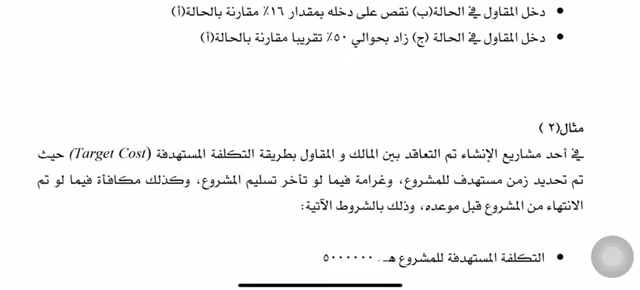 • دخل المقاول في الحالة(ب) نقص على دخله بمقدار ١٦٪ مقارنة بالحالة(أ)
• دخل المقاول في الحالة (ج) زاد بحوالي ٥٠٪ تقريبا مقارنة بالحالة(أ)
مثال(٢ )
في أحد مشاريع الإنشاء تم التعاقد بين المالك و المقاول بطريقة التكلفة المستهدفة (Target Cost) حيث
تم تحديد زمن مستهدف للمشروع، وغرامة فيما لو تأخر تسليم المشروع، وكذلك مكافأة فيما لو تم
الانتهاء من المشروع قبل موعده، وذلك بالشروط الآتية:
• التكلفة المستهدفة للمشروع هـ. ٥٠٠٠٠٠٠